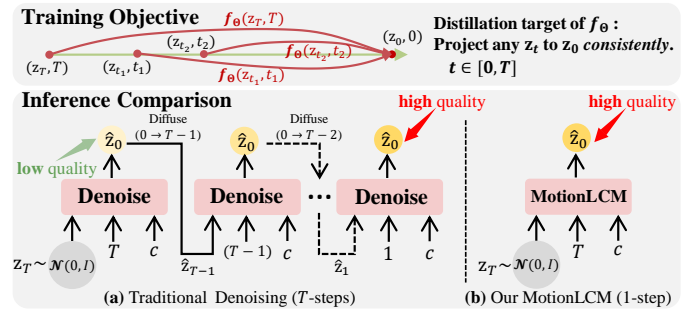 Training Objective
f_Θ(z_T, T)
(z_0, 0)
(z_{t_2}, t_2)
f_Θ(z_{t_2}, t_2)
(z_T, T)
(z_{t_1}, t_1)
f_Θ(z_{t_1}, t_1)
Distillation target of f_Θ :
Project any z_t to z_0 consistently.
t ∈ [0, T]
Inference Comparison
low quality
ẑ_0
Diffuse
(0 → T − 1)
ẑ_0
Diffuse
(0 → T − 2)
ẑ_0
high quality
Denoise
Denoise
...
Denoise
z_T ~ 𝒩(0, I)
T
c
ẑ_{T−1}
(T − 1)
c
ẑ_1
1
c
(a) Traditional Denoising (T-steps)
high quality
ẑ_0
MotionLCM
z_T ~ 𝒩(0, I)
T
c
(b) Our MotionLCM (1-step)